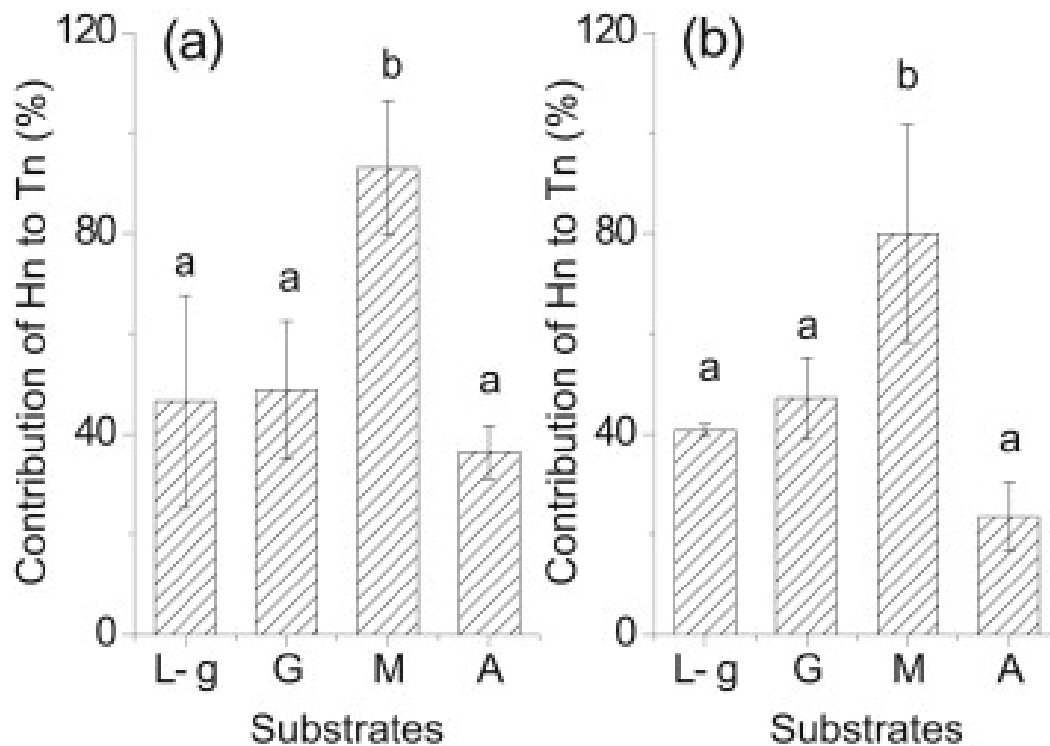 (a)
Contribution of Hn to Tn (%)
120
80
40
0
a
a
b
a
L- g G M A
Substrates
(b)
Contribution of Hn to Tn (%)
120
80
40
0
a
a
b
a
L- g G M A
Substrates